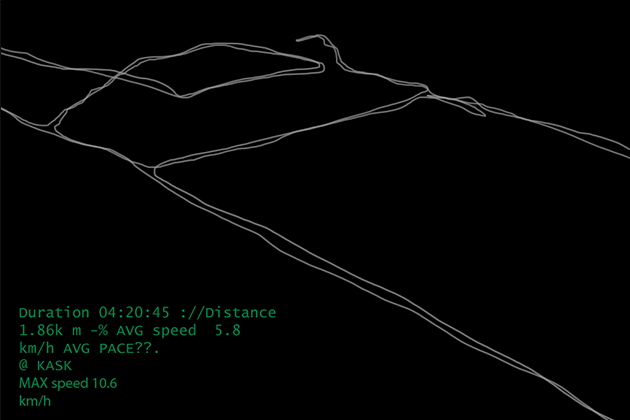 Duration 04:20:45 ://Distance
1.86k m -% AVG speed  5.8
km/h AVG PACE??.
@ KASK
MAX speed 10.6
km/h